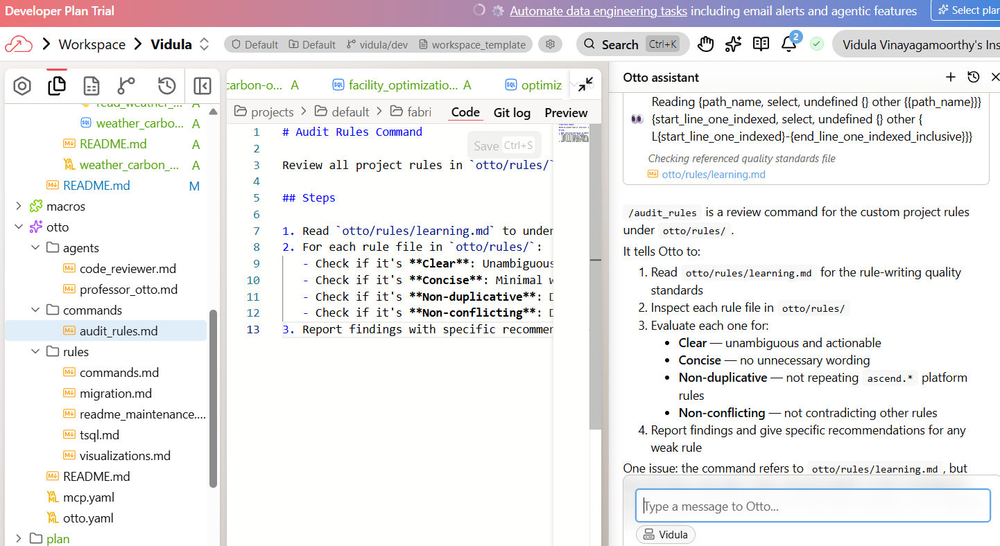 Developer Plan Trial
Automate data engineering tasks including email alerts and agentic features
Select plan
Workspace
Vidula
Default
Default
vidula/dev
workspace_template
Search Ctrl+K
2
Vidula Vinayagamoorthy's Ins
read_weather_... A
weather_carbo... A
README.md A
weather_carbon_... A
README.md M
macros
otto
agents
code_reviewer.md
professor_otto.md
commands
audit_rules.md
rules
commands.md
migration.md
readme_maintenance....
tsql.md
visualizations.md
README.md
mcp.yaml
otto.yaml
plan
carbon-o... A
facility_optimizatio... A
optimiz
projects
default
fabri
Code
Git log
Preview
Save Ctrl+S
1 # Audit Rules Command
2
3 Review all project rules in `otto/rules/`
4
5 ## Steps
6
7 1. Read `otto/rules/learning.md` to under
8 2. For each rule file in `otto/rules/`:
9 - Check if it's **Clear**: Unambiguous
10 - Check if it's **Concise**: Minimal w
11 - Check if it's **Non-duplicative**: D
12 - Check if it's **Non-conflicting**: D
13 3. Report findings with specific recommen
Otto assistant
Reading {path_name, select, undefined {} other {{path_name}}}
{start_line_one_indexed, select, undefined {} other {
L{start_line_one_indexed}-{end_line_one_indexed_inclusive}}}
Checking referenced quality standards file
otto/rules/learning.md
/audit_rules is a review command for the custom project rules
under otto/rules/ .
It tells Otto to:
1. Read otto/rules/learning.md for the rule-writing quality
standards
2. Inspect each rule file in otto/rules/
3. Evaluate each one for:
• Clear — unambiguous and actionable
• Concise — no unnecessary wording
• Non-duplicative — not repeating ascend.* platform
rules
• Non-conflicting — not contradicting other rules
4. Report findings and give specific recommendations for any
weak rule
One issue: the command refers to otto/rules/learning.md , but
Type a message to Otto...
Vidula